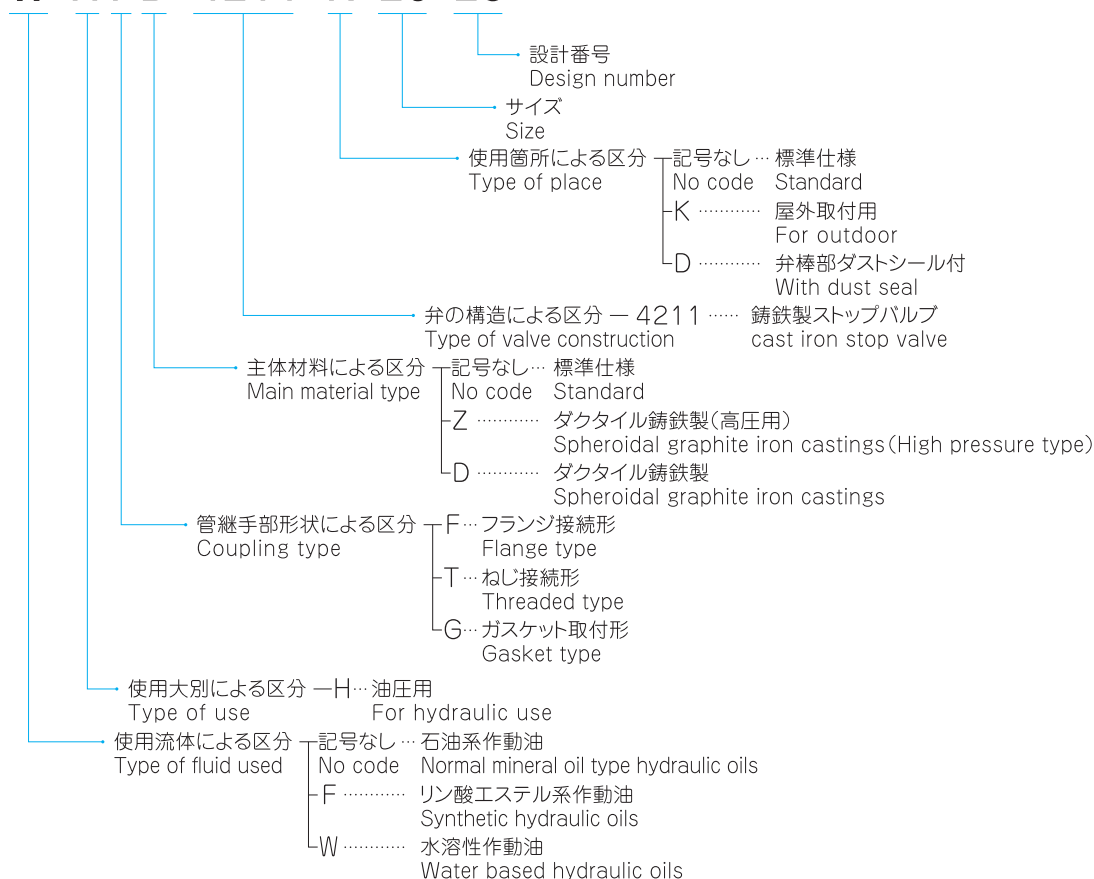 設計番号
Design number
サイズ
Size
使用箇所による区分 記号なし … 標準仕様
Type of place No code Standard
K ………… 屋外取付用
For outdoor
D ………… 弁棒部ダストシール付
With dust seal
弁の構造による区分 — 4211 …… 鋳鉄製ストップバルブ
Type of valve construction cast iron stop valve
主体材料による区分 記号なし … 標準仕様
Main material type No code Standard
Z ………… ダクタイル鋳鉄製(高圧用)
Spheroidal graphite iron castings(High pressure type)
D ………… ダクタイル鋳鉄製
Spheroidal graphite iron castings
管継手部形状による区分 F … フランジ接続形
Coupling type Flange type
T … ねじ接続形
Threaded type
G … ガスケット取付形
Gasket type
使用大別による区分 — H … 油圧用
Type of use For hydraulic use
使用流体による区分 記号なし … 石油系作動油
Type of fluid used No code Normal mineral oil type hydraulic oils
F ………… リン酸エステル系作動油
Synthetic hydraulic oils
W ………… 水溶性作動油
Water based hydraulic oils